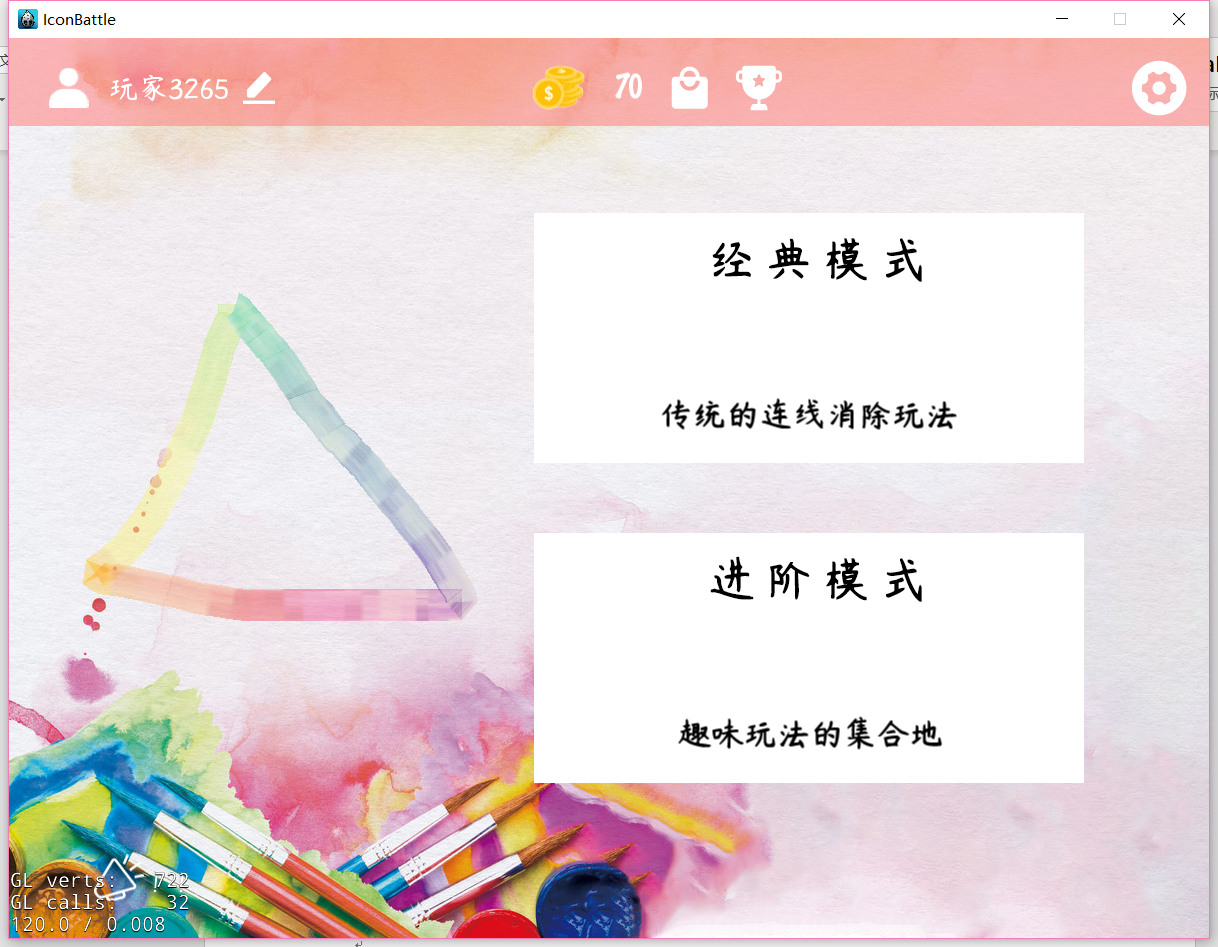 IconBattle
玩家3265
70
经典模式
传统的连线消除玩法
进阶模式
趣味玩法的集合地
GL verts: 722
GL calls: 32
120.0 / 0.008